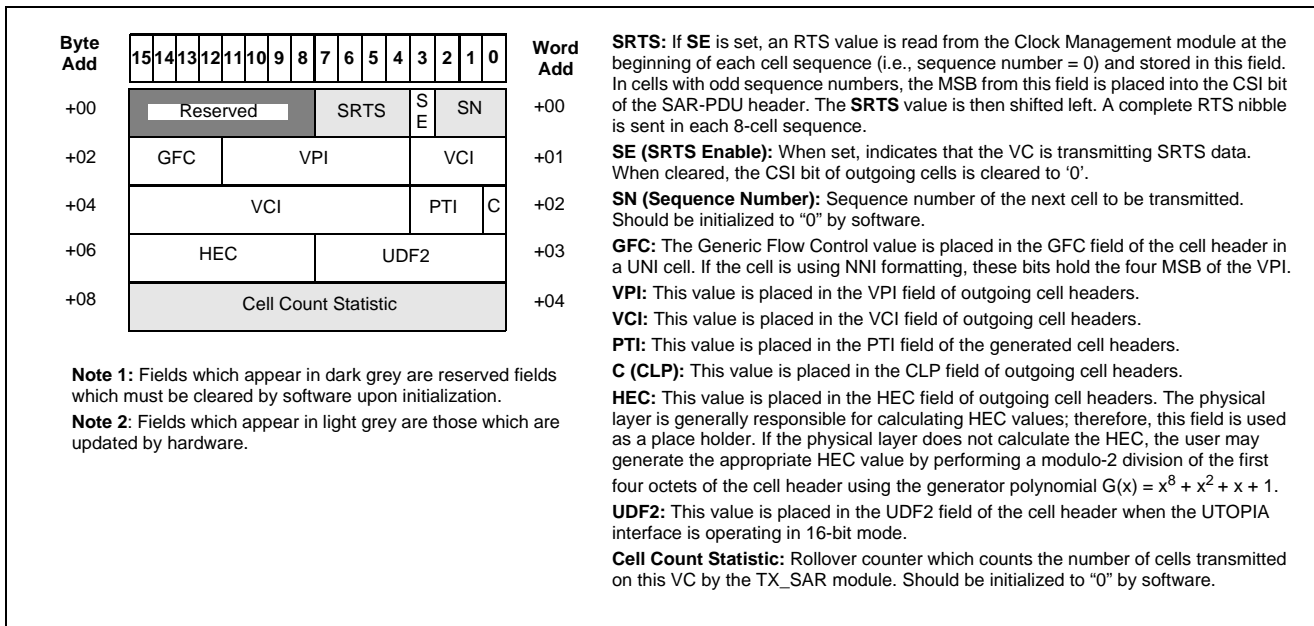 Byte Add
15 14 13 12 11 10 9 8 7 6 5 4 3 2 1 0
Word Add
+00 Reserved SRTS SE SN +00
+02 GFC VPI VCI +01
+04 VCI PTI C +02
+06 HEC UDF2 +03
+08 Cell Count Statistic +04
Note 1: Fields which appear in dark grey are reserved fields
which must be cleared by software upon initialization.
Note 2: Fields which appear in light grey are those which are
updated by hardware.
SRTS: If SE is set, an RTS value is read from the Clock Management module at the
beginning of each cell sequence (i.e., sequence number = 0) and stored in this field.
In cells with odd sequence numbers, the MSB from this field is placed into the CSI bit
of the SAR-PDU header. The SRTS value is then shifted left. A complete RTS nibble
is sent in each 8-cell sequence.
SE (SRTS Enable): When set, indicates that the VC is transmitting SRTS data.
When cleared, the CSI bit of outgoing cells is cleared to ‘0’.
SN (Sequence Number): Sequence number of the next cell to be transmitted.
Should be initialized to “0” by software.
GFC: The Generic Flow Control value is placed in the GFC field of the cell header in
a UNI cell. If the cell is using NNI formatting, these bits hold the four MSB of the VPI.
VPI: This value is placed in the VPI field of outgoing cell headers.
VCI: This value is placed in the VCI field of outgoing cell headers.
PTI: This value is placed in the PTI field of the generated cell headers.
C (CLP): This value is placed in the CLP field of outgoing cell headers.
HEC: This value is placed in the HEC field of outgoing cell headers. The physical
layer is generally responsible for calculating HEC values; therefore, this field is used
as a place holder. If the physical layer does not calculate the HEC, the user may
generate the appropriate HEC value by performing a modulo-2 division of the first
four octets of the cell header using the generator polynomial G(x) = x⁸ + x² + x + 1.
UDF2: This value is placed in the UDF2 field of the cell header when the UTOPIA
interface is operating in 16-bit mode.
Cell Count Statistic: Rollover counter which counts the number of cells transmitted
on this VC by the TX_SAR module. Should be initialized to “0” by software.